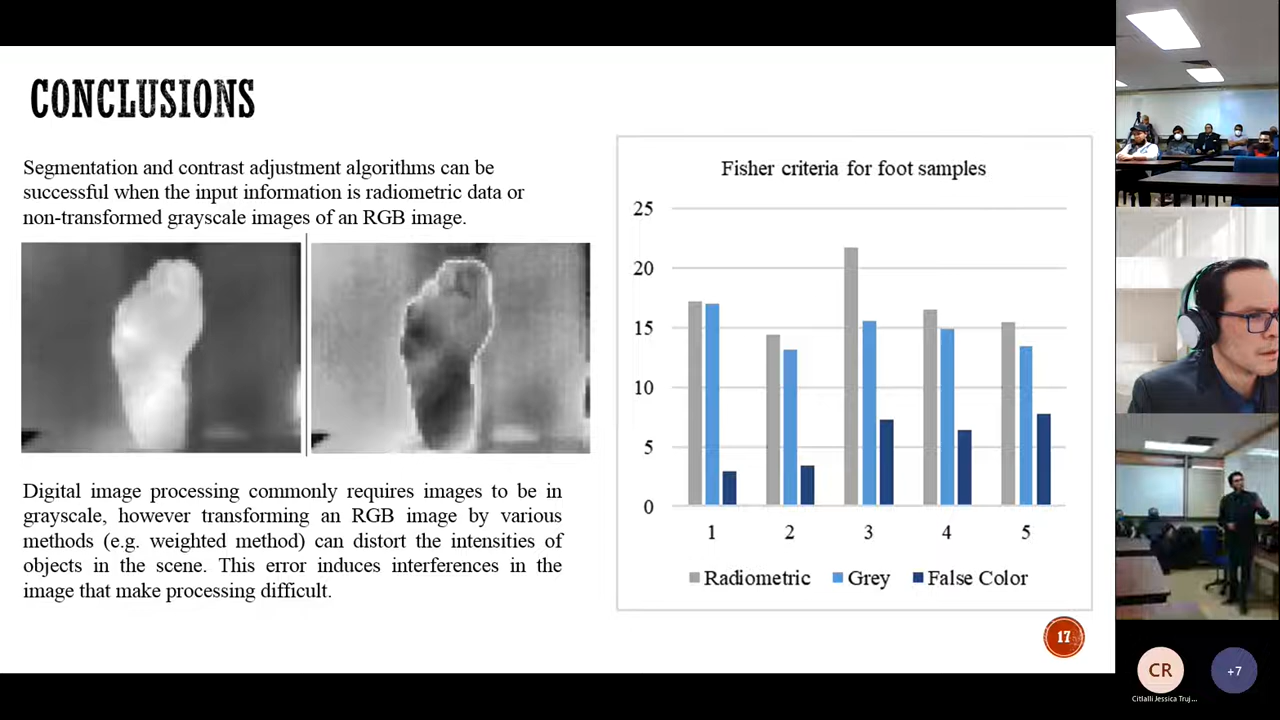 CONCLUSIONS
Segmentation and contrast adjustment algorithms can be
successful when the input information is radiometric data or
non-transformed grayscale images of an RGB image.
Digital image processing commonly requires images to be in
grayscale, however transforming an RGB image by various
methods (e.g. weighted method) can distort the intensities of
objects in the scene. This error induces interferences in the
image that make processing difficult.
Fisher criteria for foot samples
25
20
15
10
5
0
1 2 3 4 5
Radiometric Grey False Color
17
CR
+7
Citlalli Jessica Truj...